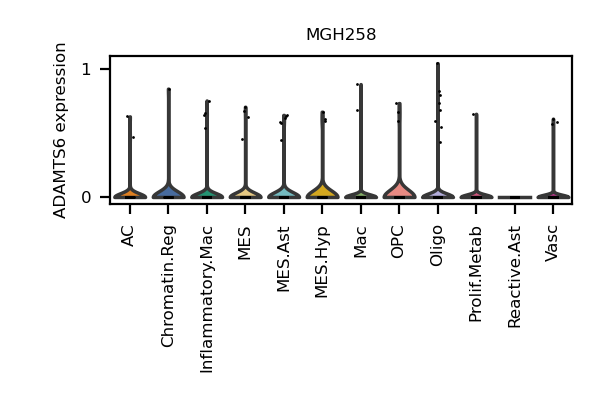 MGH258
ADAMTS6 expression
1
0
AC
Chromatin.Reg
Inflammatory.Mac
MES
MES.Ast
MES.Hyp
Mac
OPC
Oligo
Prolif.Metab
Reactive.Ast
Vasc